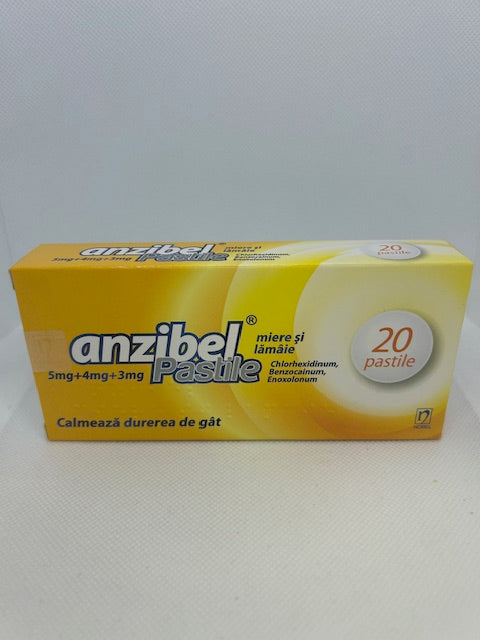 anzibel®
Pastile
5mg+4mg+3mg
miere și
lămâie
Chlorhexidinum,
Benzocainum,
Enoxolonum
20
pastile
anzibel®
Pastile
5mg+4mg+3mg
miere și
lămâie
Chlorhexidinum,
Benzocainum,
Enoxolonum
20
pastile
Calmează durerea de gât
NOBEL